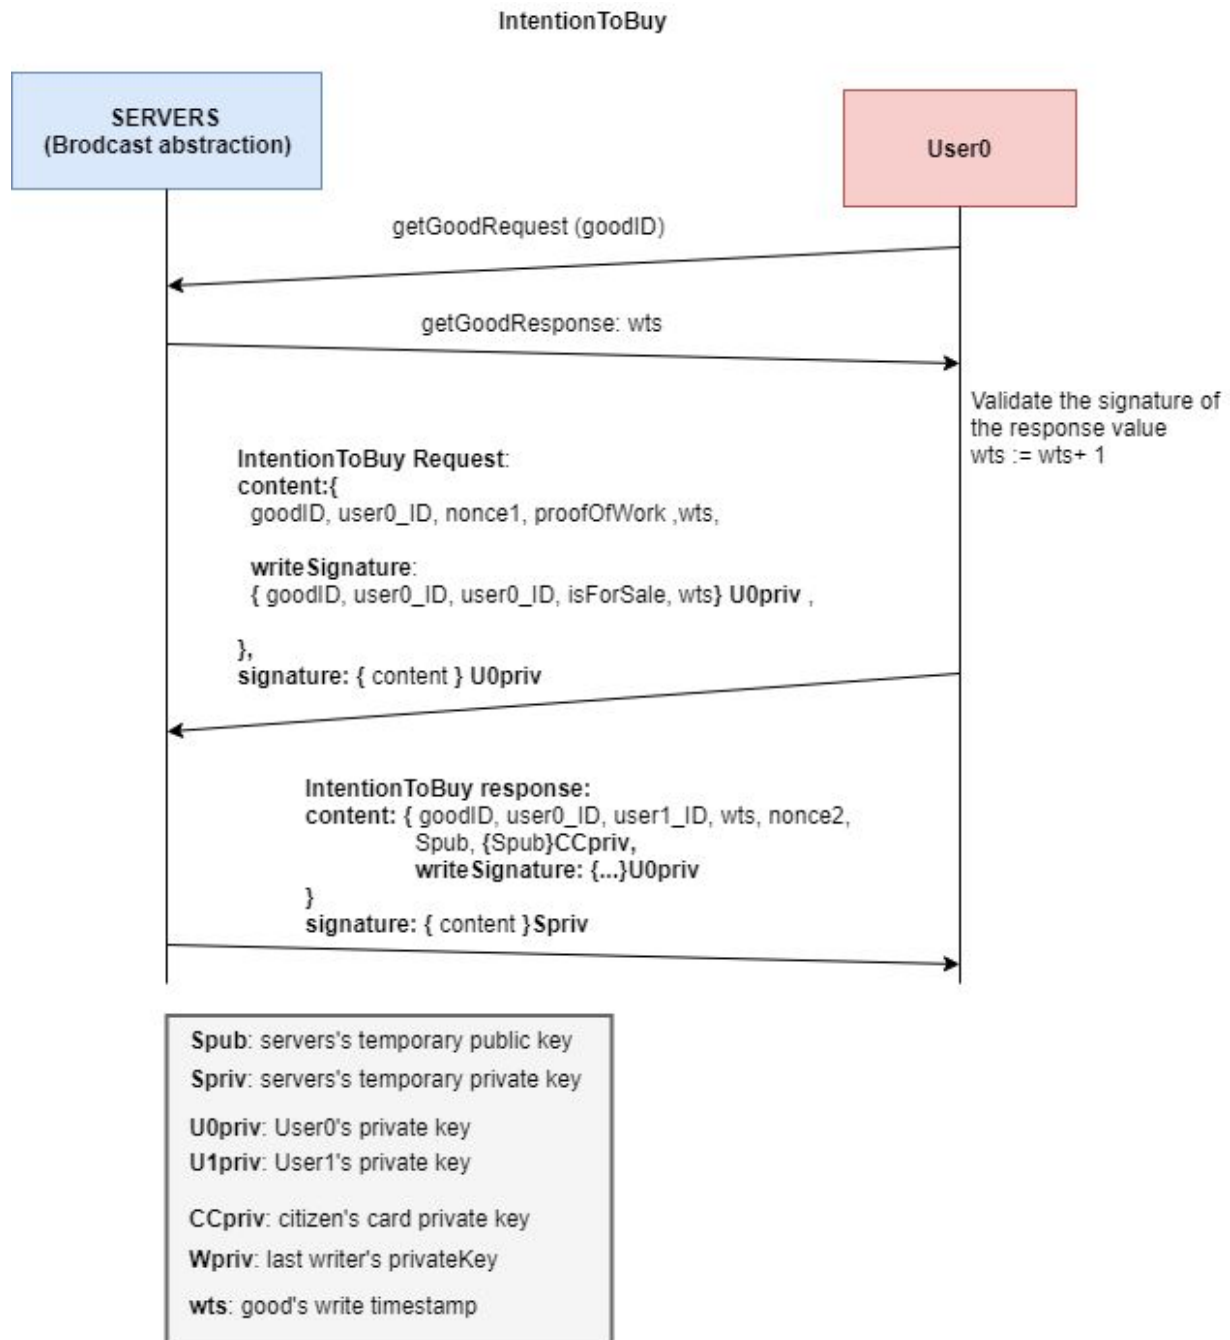 IntentionToBuy
SERVERS
(Brodcast abstraction)
User0
getGoodRequest (goodID)
getGoodResponse: wts
Validate the signature of
the response value
wts := wts+ 1
IntentionToBuy Request:
content:{
goodID, user0_ID, nonce1, proofOfWork ,wts,
writeSignature:
{ goodID, user0_ID, user0_ID, isForSale, wts} U0priv ,
},
signature: { content } U0priv
IntentionToBuy response:
content: { goodID, user0_ID, user1_ID, wts, nonce2,
Spub, {Spub}CCpriv,
writeSignature: {...}U0priv
}
signature: { content }Spriv
Spub: servers's temporary public key
Spriv: servers's temporary private key
U0priv: User0's private key
U1priv: User1's private key
CCpriv: citizen's card private key
Wpriv: last writer's privateKey
wts: good's write timestamp